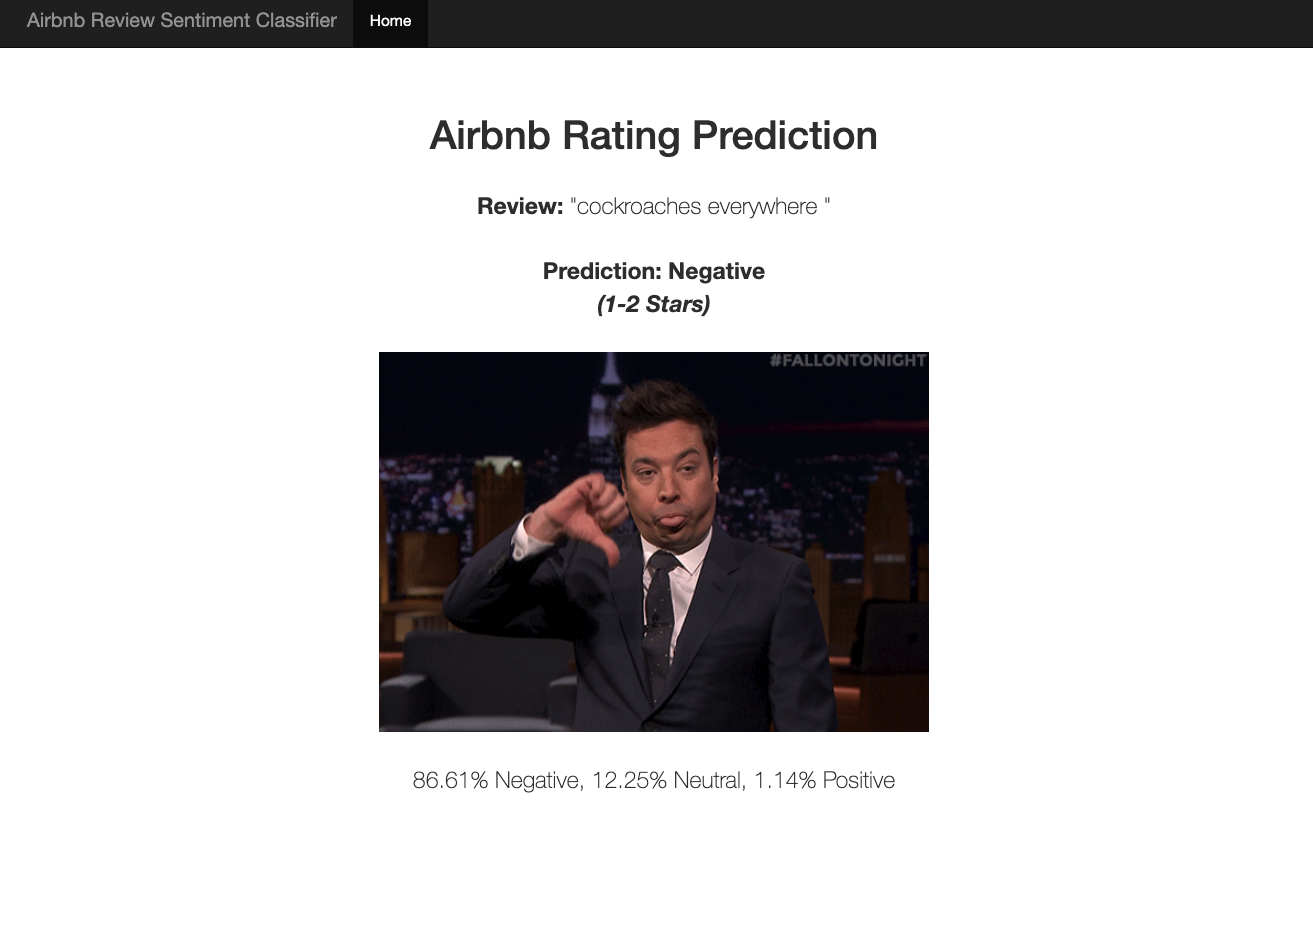 Airbnb Review Sentiment Classifier Home
Airbnb Rating Prediction
Review: "cockroaches everywhere "
Prediction: Negative
(1-2 Stars)
#FALLONTONIGHT
86.61% Negative, 12.25% Neutral, 1.14% Positive